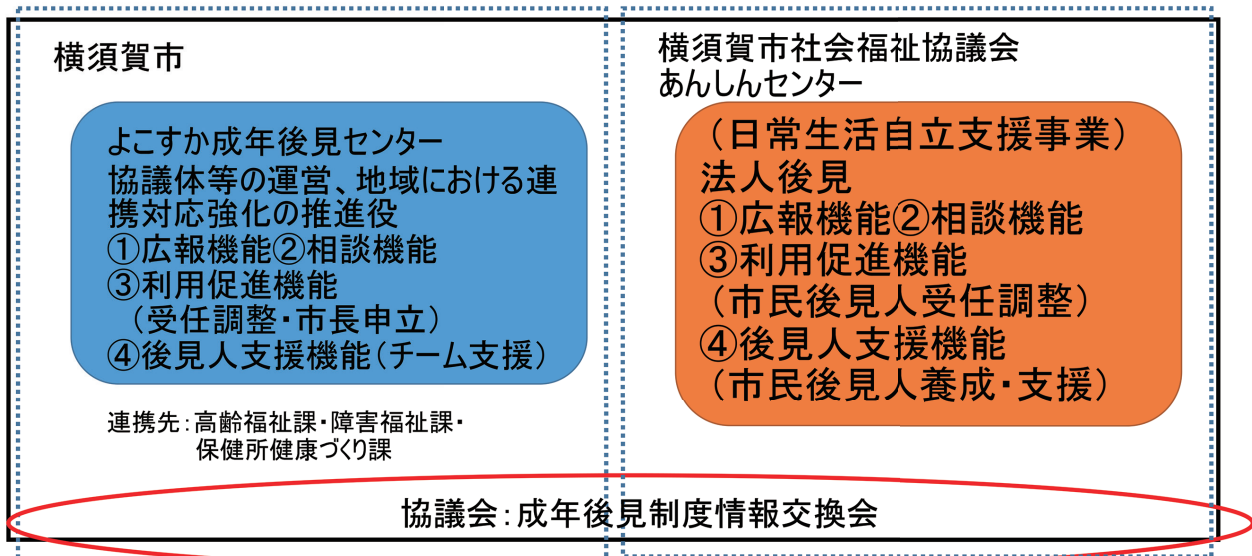 横須賀市
よこすか成年後見センター
協議体等の運営、地域における連
携対応強化の推進役
①広報機能②相談機能
③利用促進機能
（受任調整・市長申立）
④後見人支援機能（チーム支援）
連携先：高齢福祉課・障害福祉課・
保健所健康づくり課
横須賀市社会福祉協議会
あんしんセンター
（日常生活自立支援事業）
法人後見
①広報機能②相談機能
③利用促進機能
（市民後見人受任調整）
④後見人支援機能
（市民後見人養成・支援）
協議会：成年後見制度情報交換会